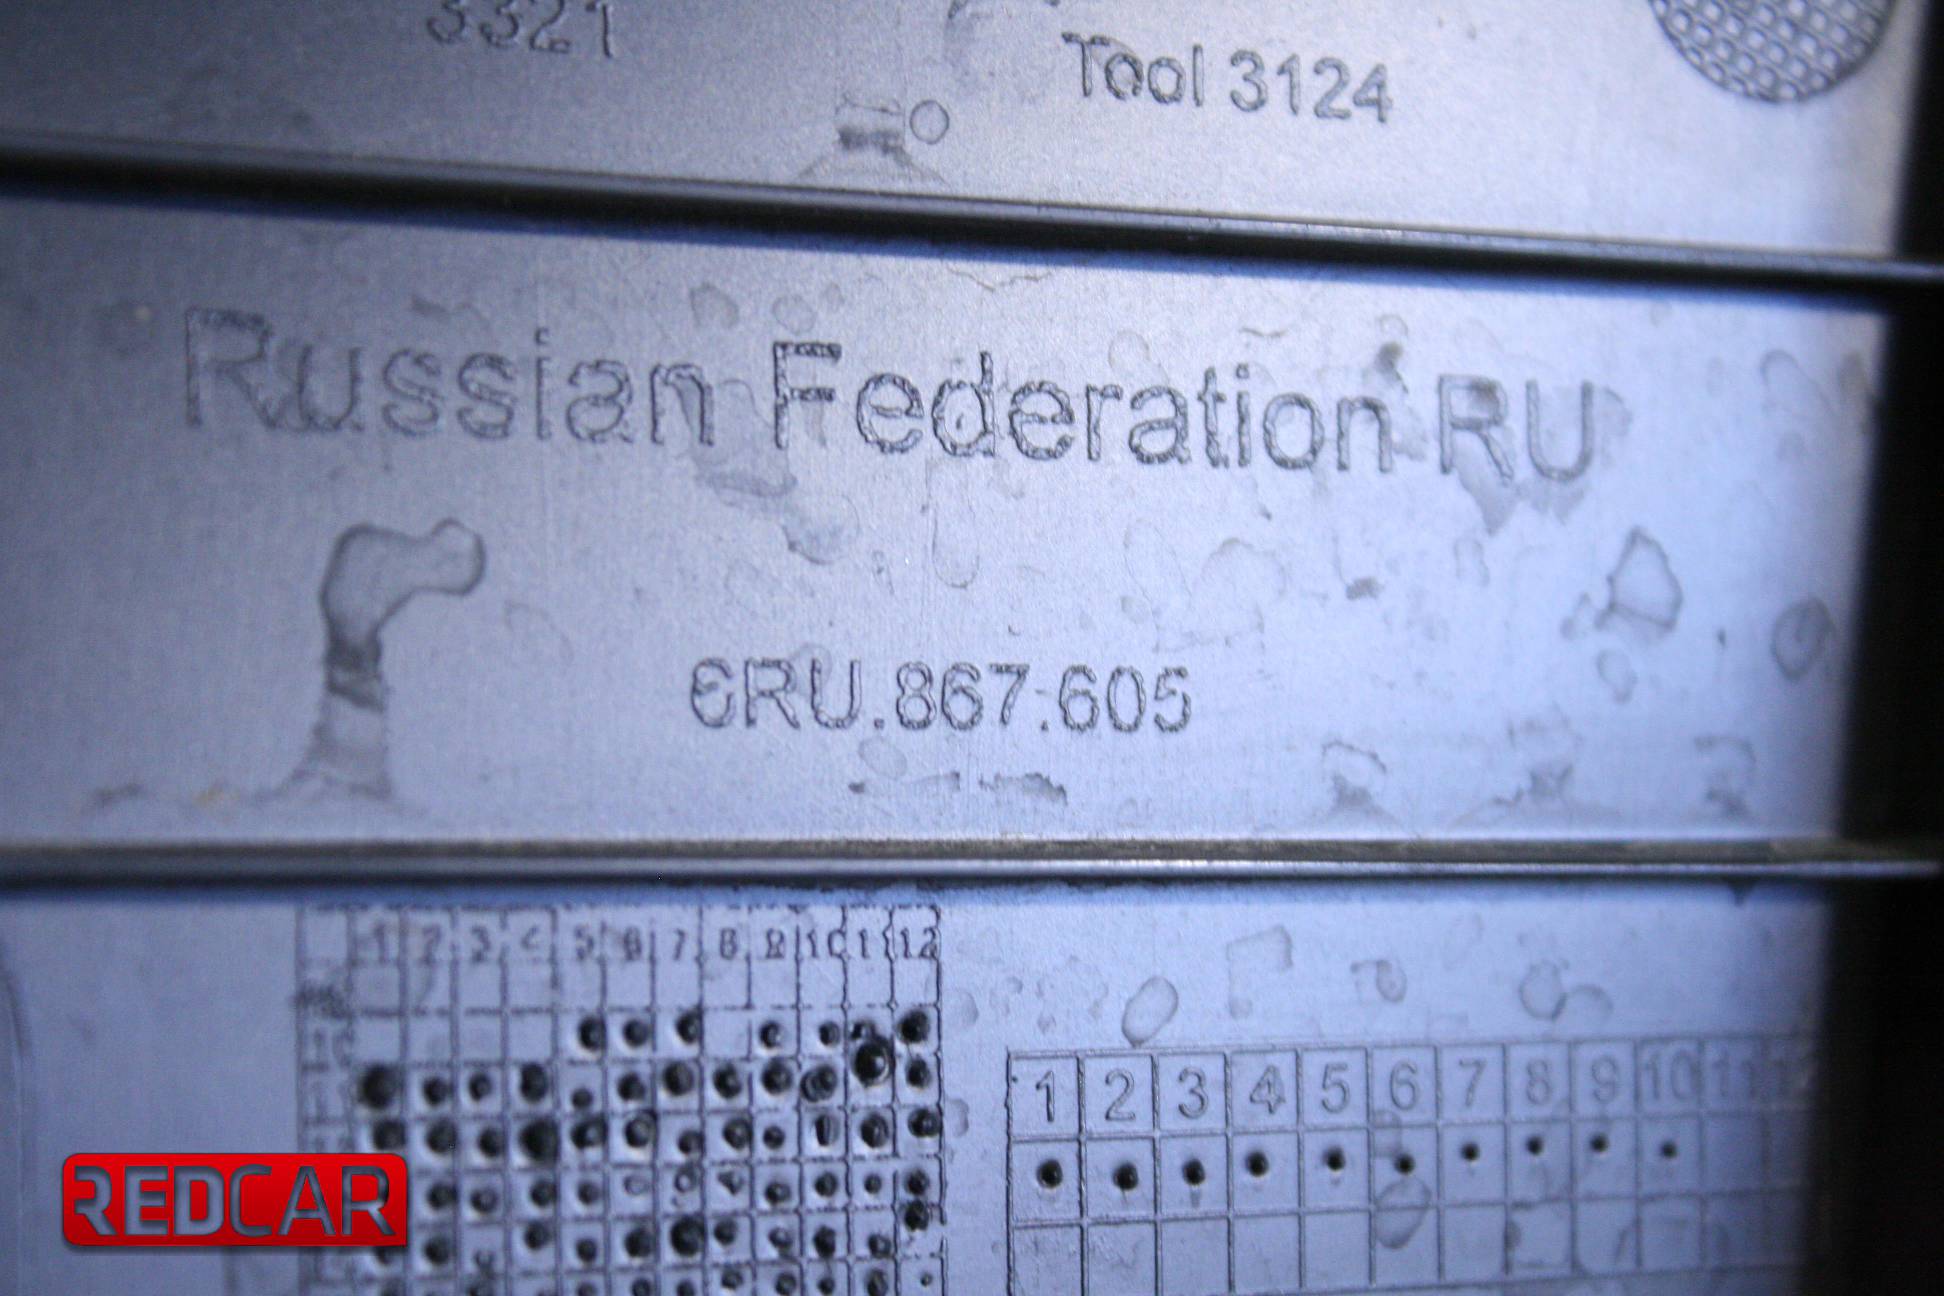 3321
Tool 3124
Russian Federation RU
6RU.867.605
1 2 3 4 5 6 7 8 9 10 11 12
1 2 3 4 5 6 7 8 9 10 11
REDCAR